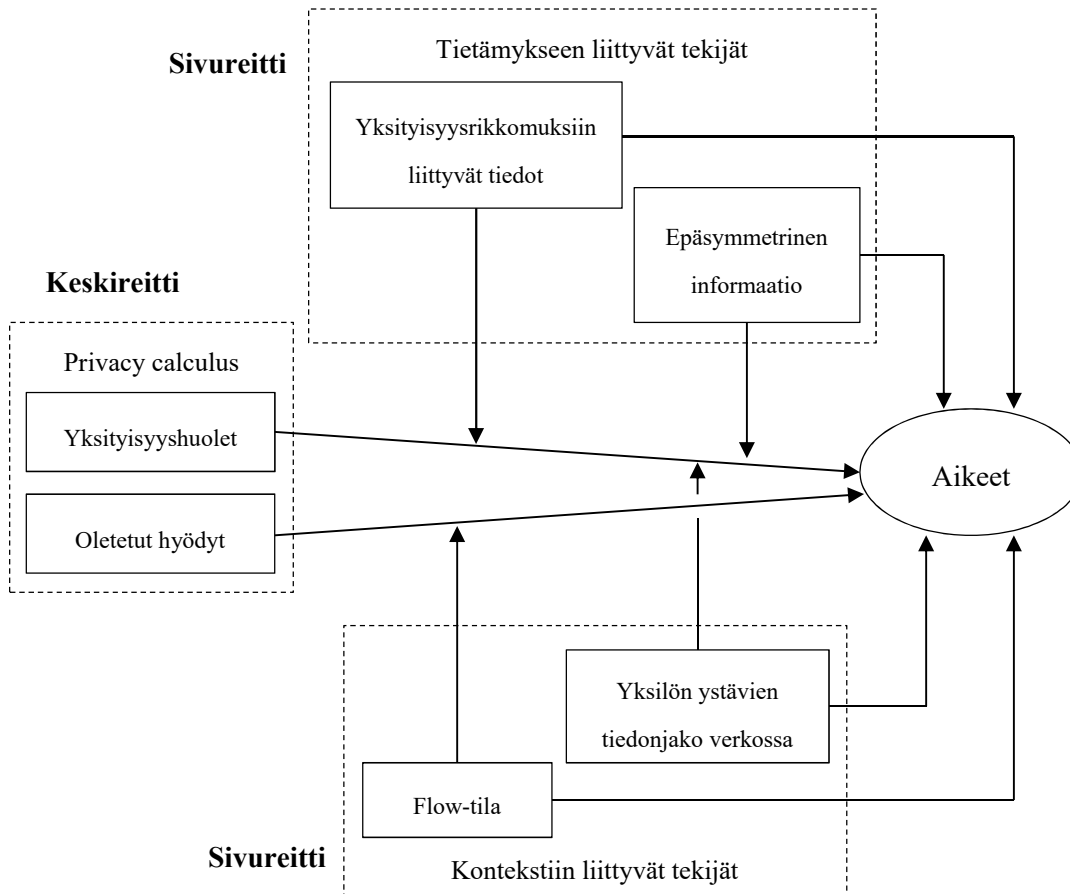 Tietämykseen liittyvät tekijät
Sivureitti
Yksityisyysrikkomuksiin
liittyvät tiedot
Epäsymmetrinen
informaatio
Keskireitti
Privacy calculus
Yksityisyyshuolet
Oletetut hyödyt
Aikeet
Yksilön ystävien
tiedonjako verkossa
Flow-tila
Sivureitti
Kontekstiin liittyvät tekijät